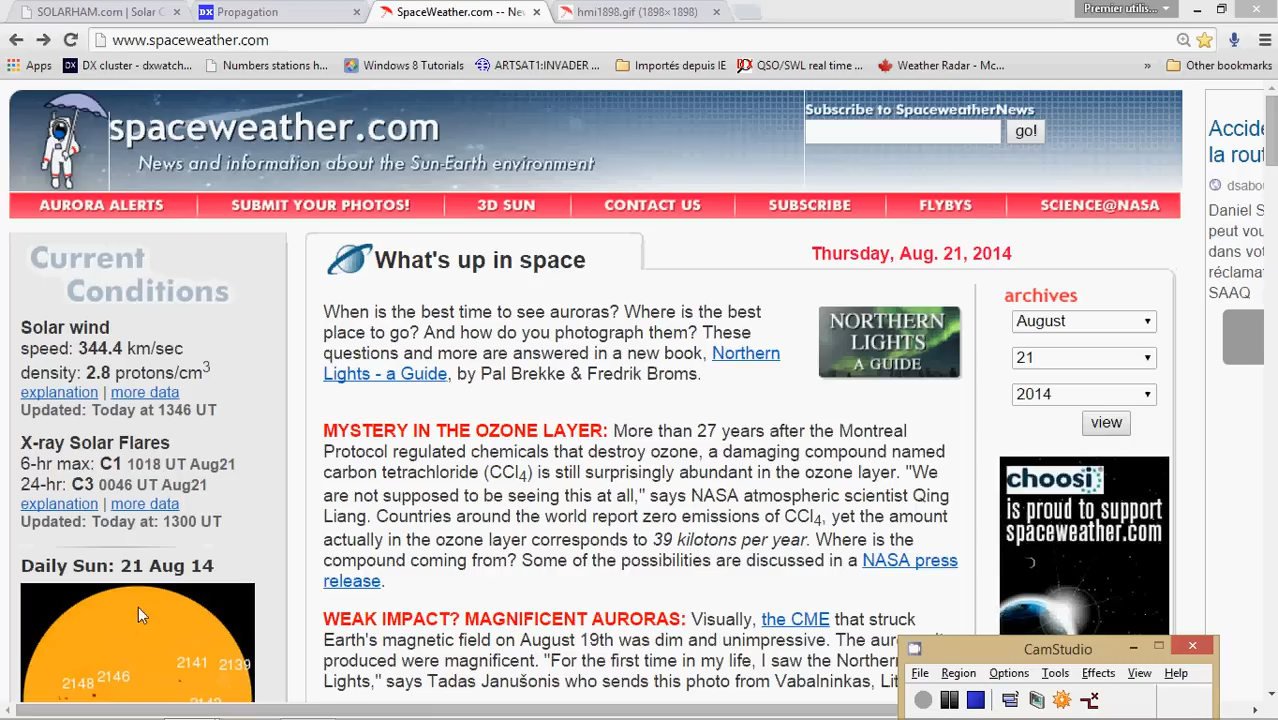 SOLARHAM.com | Solar C
Propagation
SpaceWeather.com -- Ne
hmi1898.gif (1898×1898)
Premier utilis...
www.spaceweather.com
Apps
DX cluster - dxwatch...
Numbers stations h...
Windows 8 Tutorials
ARTSAT1:INVADER ...
Importés depuis IE
QSO/SWL real time ...
Weather Radar - Mc...
»
Other bookmarks
spaceweather.com
News and information about the Sun-Earth environment
Subscribe to SpaceweatherNews
go!
AURORA ALERTS
SUBMIT YOUR PHOTOS!
3D SUN
CONTACT US
SUBSCRIBE
FLYBYS
SCIENCE@NASA
Current
Conditions
Solar wind
speed: 344.4 km/sec
density: 2.8 protons/cm3
explanation | more data
Updated: Today at 1346 UT
X-ray Solar Flares
6-hr max: C1 1018 UT Aug21
24-hr: C3 0046 UT Aug21
explanation | more data
Updated: Today at: 1300 UT
Daily Sun: 21 Aug 14
2141
2139
2146
2148
What's up in space
Thursday, Aug. 21, 2014
When is the best time to see auroras? Where is the best
place to go? And how do you photograph them? These
questions and more are answered in a new book, Northern
Lights - a Guide, by Pal Brekke & Fredrik Broms.
NORTHERN
LIGHTS
A GUIDE
MYSTERY IN THE OZONE LAYER: More than 27 years after the Montreal
Protocol regulated chemicals that destroy ozone, a damaging compound named
carbon tetrachloride (CCl4) is still surprisingly abundant in the ozone layer. "We
are not supposed to be seeing this at all," says NASA atmospheric scientist Qing
Liang. Countries around the world report zero emissions of CCl4, yet the amount
actually in the ozone layer corresponds to 39 kilotons per year. Where is the
compound coming from? Some of the possibilities are discussed in a NASA press
release.
WEAK IMPACT? MAGNIFICENT AURORAS: Visually, the CME that struck
Earth's magnetic field on August 19th was dim and unimpressive. The aur
produced were magnificent. "For the first time in my life, I saw the Northern
Lights," says Tadas Janušonis who sends this photo from Vabalninkas, Lit
archives
August
21
2014
view
choosi
is proud to support
spaceweather.com
Accide
la rout
dsabou
Daniel S
peut vou
dans vot
réclamat
SAAQ
CamStudio
File
Region
Options
Tools
Effects
View
Help